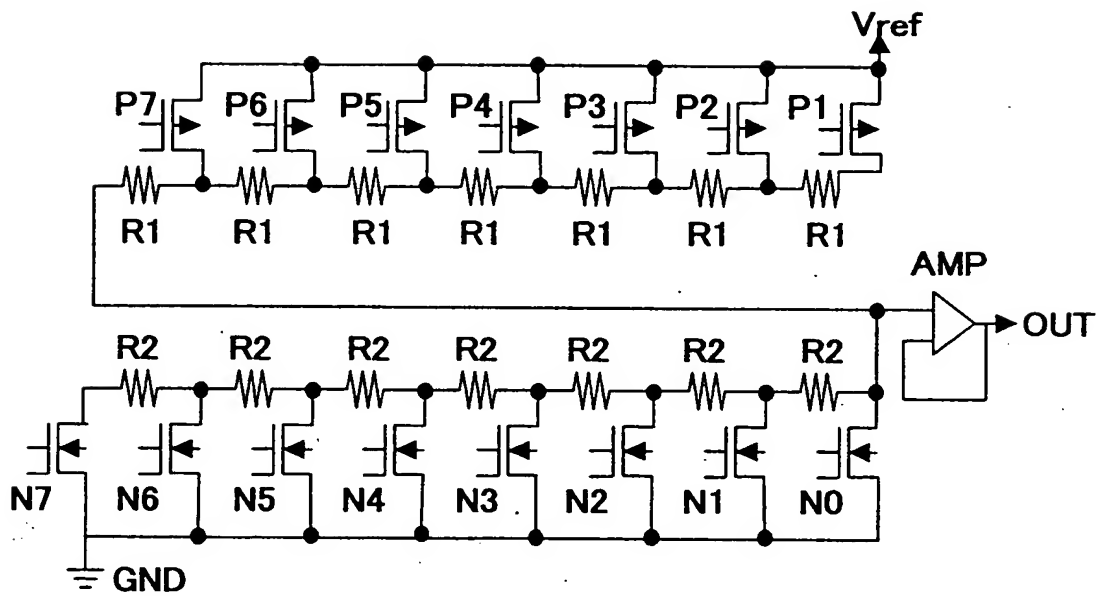 Vref
P7 P6 P5 P4 P3 P2 P1
R1 R1 R1 R1 R1 R1 R1
AMP
OUT
R2 R2 R2 R2 R2 R2 R2
N7 N6 N5 N4 N3 N2 N1 N0
GND